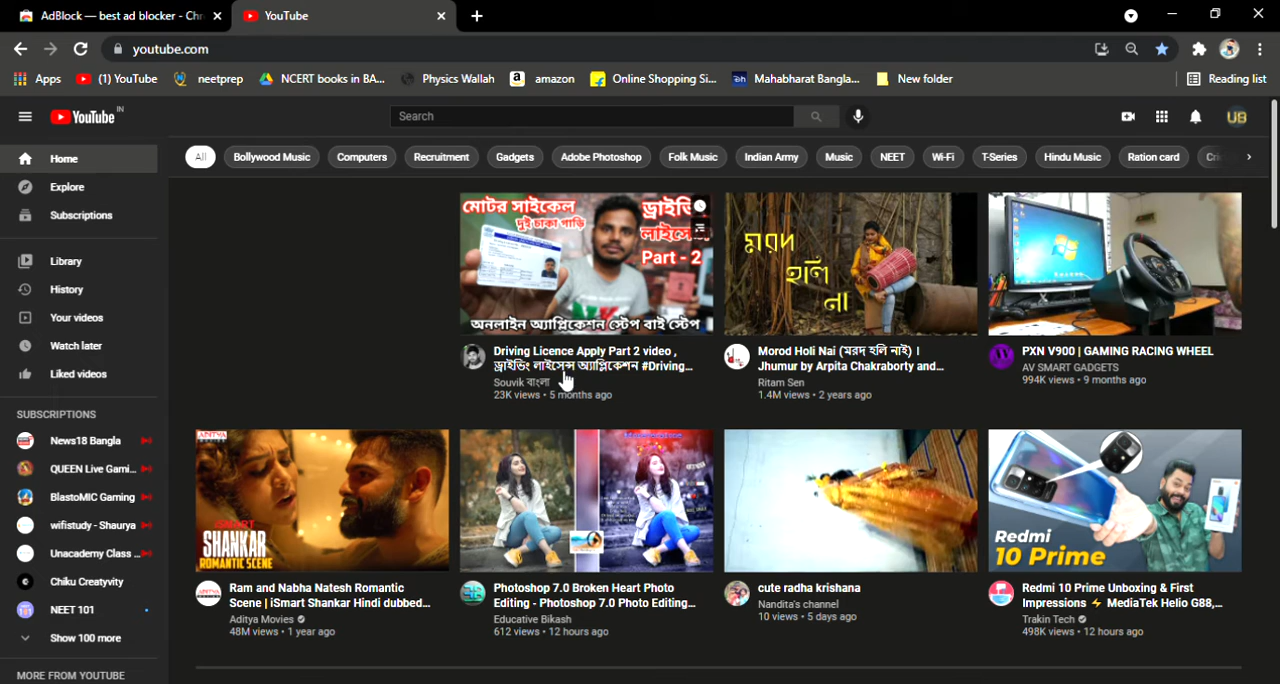 AdBlock — best ad blocker - Chr
YouTube
youtube.com
Apps
(1) YouTube
neetprep
NCERT books in BA...
Physics Wallah
amazon
Online Shopping Si...
Mahabharat Bangla...
New folder
Reading list
YouTube IN
Search
UB
Home
Explore
Subscriptions
Library
History
Your videos
Watch later
Liked videos
SUBSCRIPTIONS
News18 Bangla
QUEEN Live Gami...
BlastoMIC Gaming
wifistudy - Shaurya
Unacademy Class ...
Chiku Creatyvity
NEET 101
Show 100 more
MORE FROM YOUTUBE
All
Bollywood Music
Computers
Recruitment
Gadgets
Adobe Photoshop
Folk Music
Indian Army
Music
NEET
Wi-Fi
T-Series
Hindu Music
Ration card
মোটর সাইকেল
দুই চাকা গাড়ি
Part - 2
অনলাইন অ্যাপ্লিকেশন স্টেপ বাই স্টেপ
Driving Licence Apply Part 2 video ,
ড্রাইভিং লাইসেন্স অ্যাপ্লিকেশন #Driving...
Souvik বাংলা
23K views • 5 months ago
মরদ
হলি
না
Morod Holi Nai (মরদ হলি নাই) ।
Jhumur by Arpita Chakraborty and...
Ritam Sen
1.4M views • 2 years ago
PXN V900 | GAMING RACING WHEEL
AV SMART GADGETS
994K views • 9 months ago
ADITYA
iSMART
SHANKAR
ROMANTIC SCENE
Ram and Nabha Natesh Romantic
Scene | iSmart Shankar Hindi dubbed...
Aditya Movies
48M views • 1 year ago
Photoshop 7.0 Broken Heart Photo
Editing - Photoshop 7.0 Photo Editing...
Educative Bikash
612 views • 12 hours ago
cute radha krishana
Nandita's channel
10 views • 5 days ago
Redmi
10 Prime
Redmi 10 Prime Unboxing & First
Impressions ⚡ MediaTek Helio G88,...
Trakin Tech
498K views • 12 hours ago